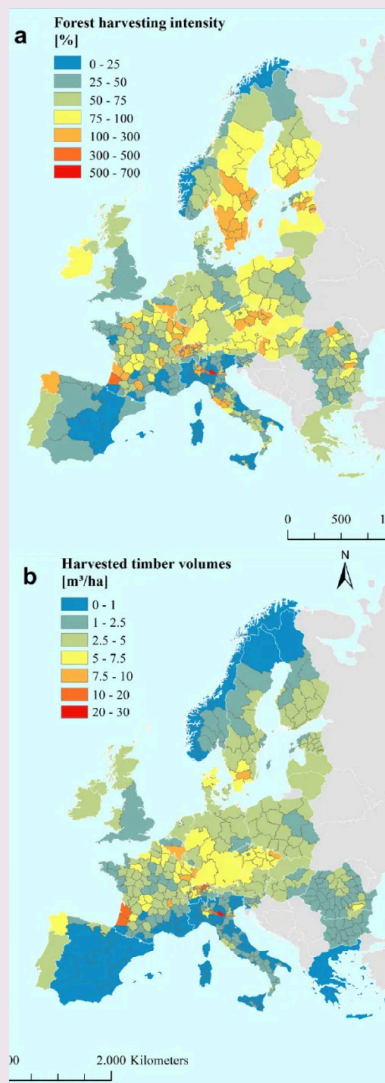 a
Forest harvesting intensity
[%]
0 - 25
25 - 50
50 - 75
75 - 100
100 - 300
300 - 500
500 - 700
0 500 1
N
b
Harvested timber volumes
[m³/ha]
0 - 1
1 - 2.5
2.5 - 5
5 - 7.5
7.5 - 10
10 - 20
20 - 30
00 2.000 Kilometers